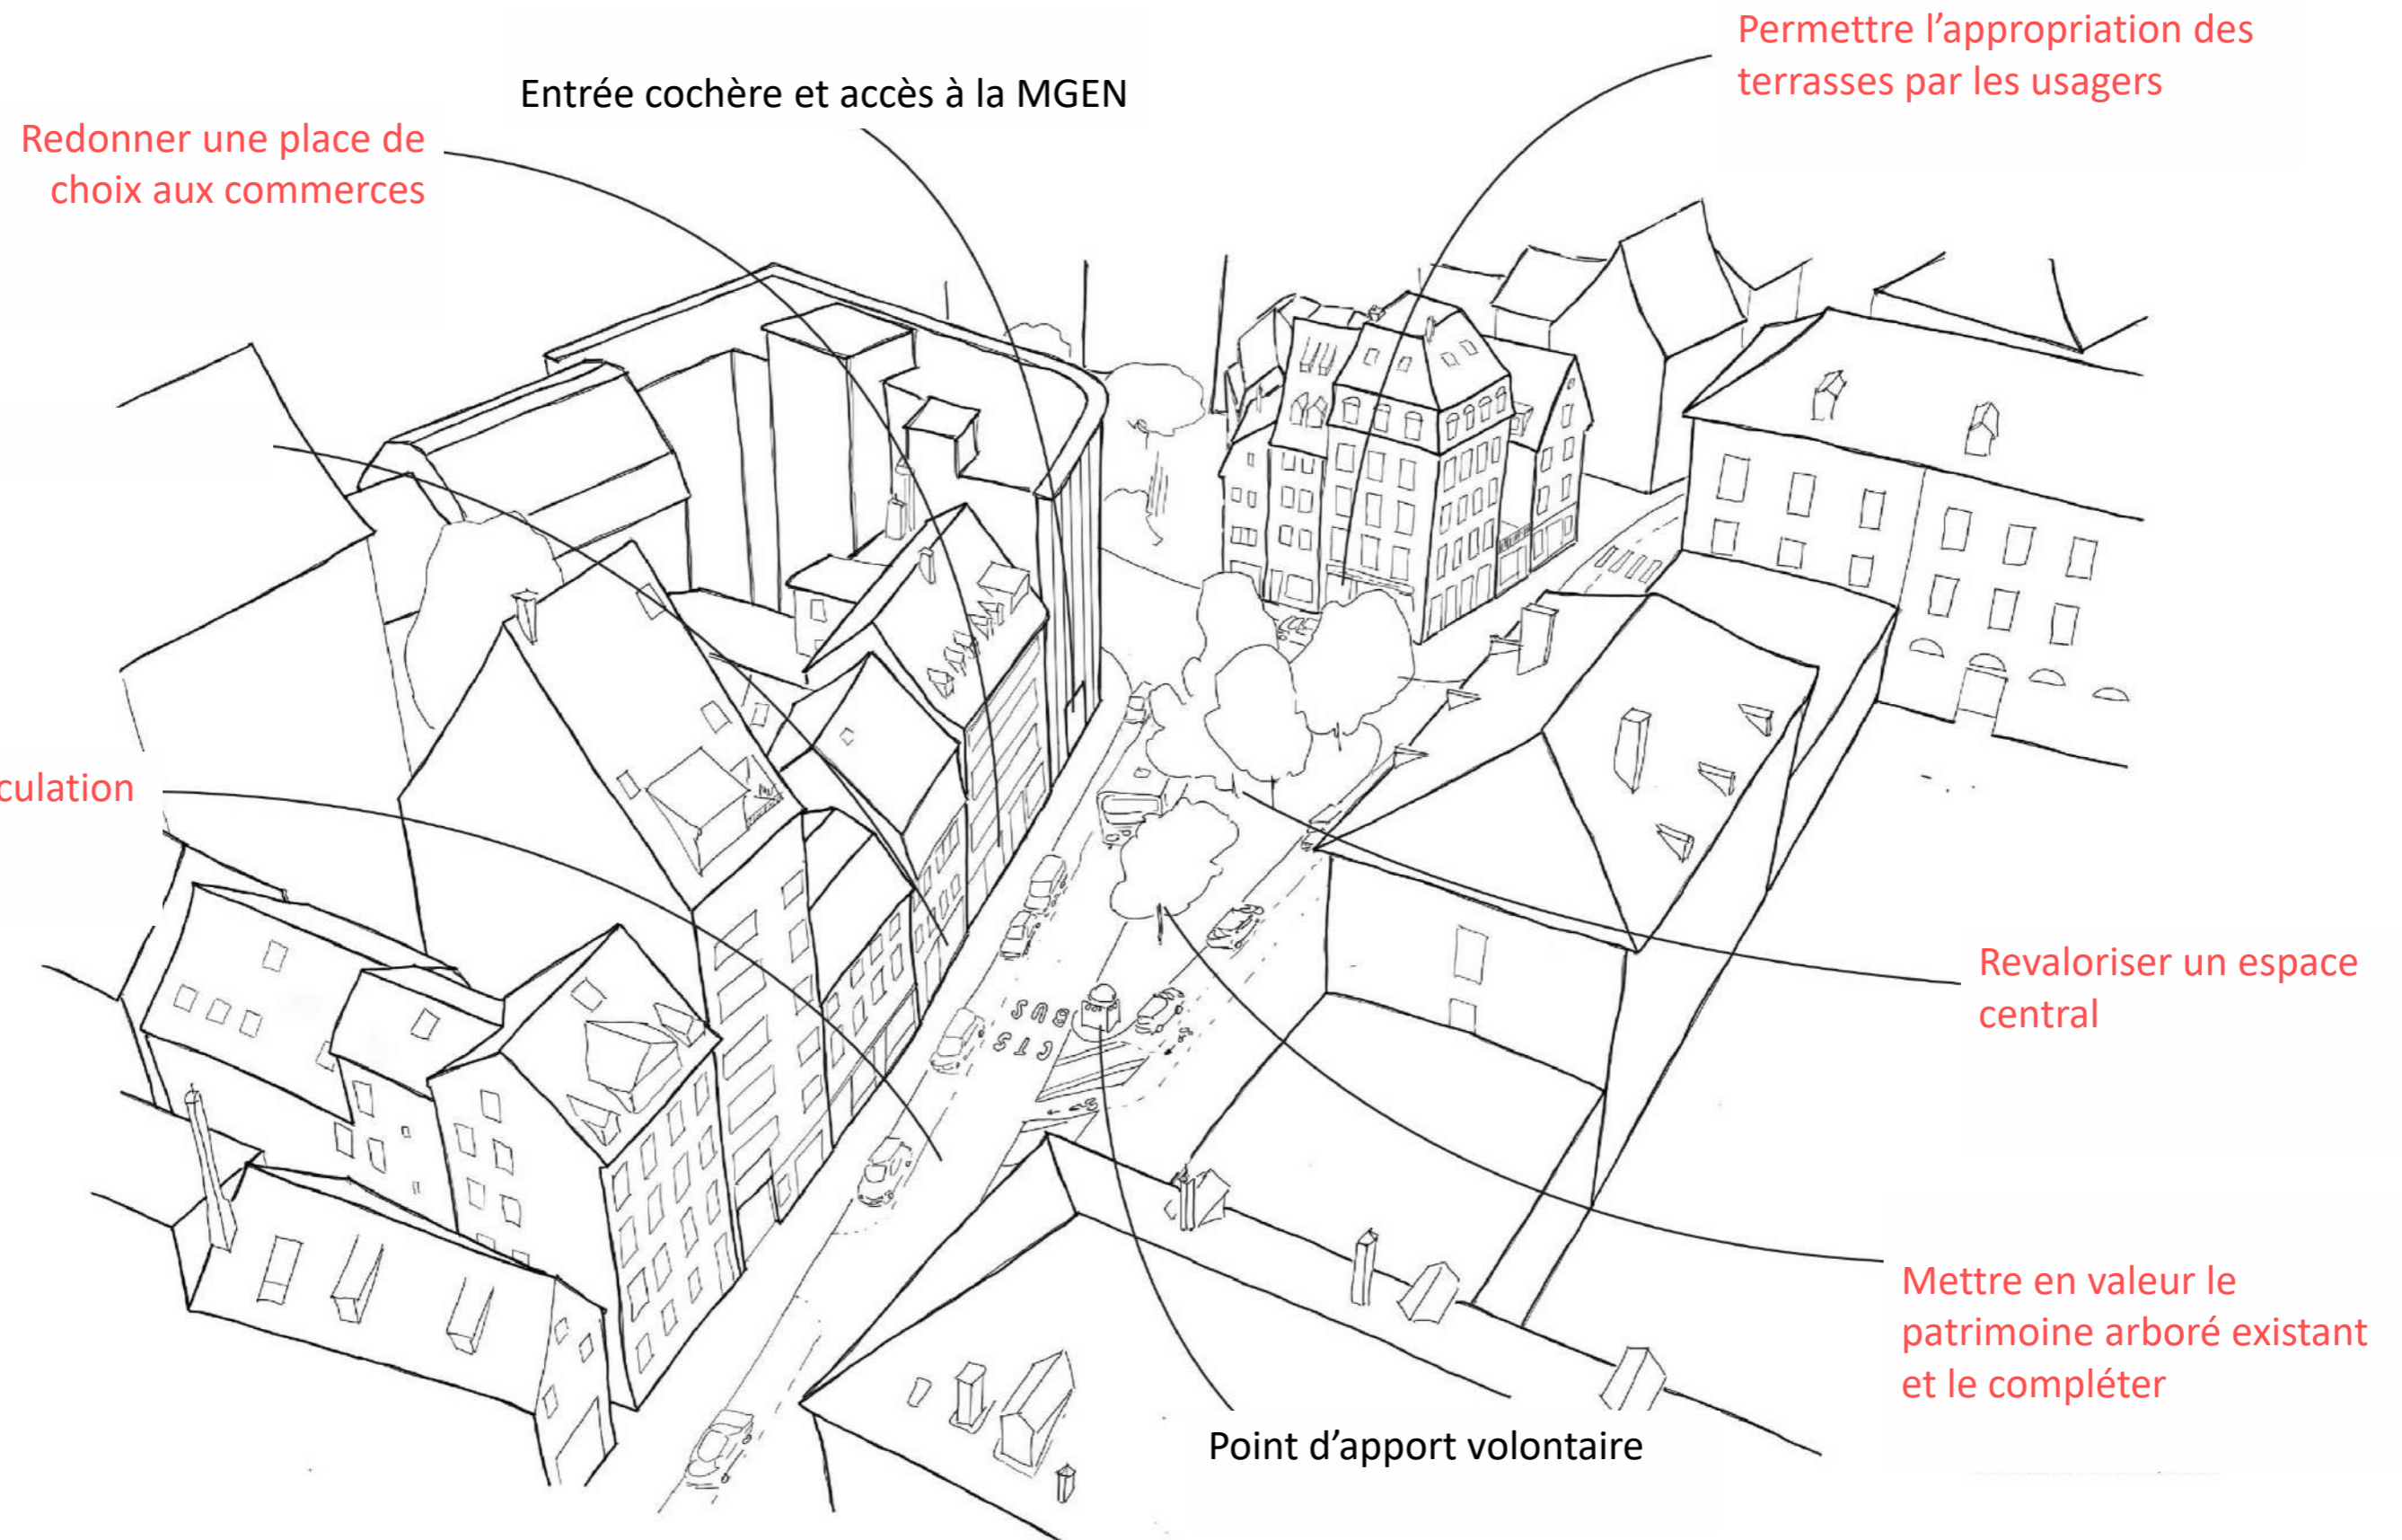 Permettre l’appropriation des
terrasses par les usagers
Entrée cochère et accès à la MGEN
Redonner une place de
choix aux commerces
culation
Revaloriser un espace
central
BUS
CTS
Mettre en valeur le
patrimoine arboré existant
et le compléter
Point d’apport volontaire